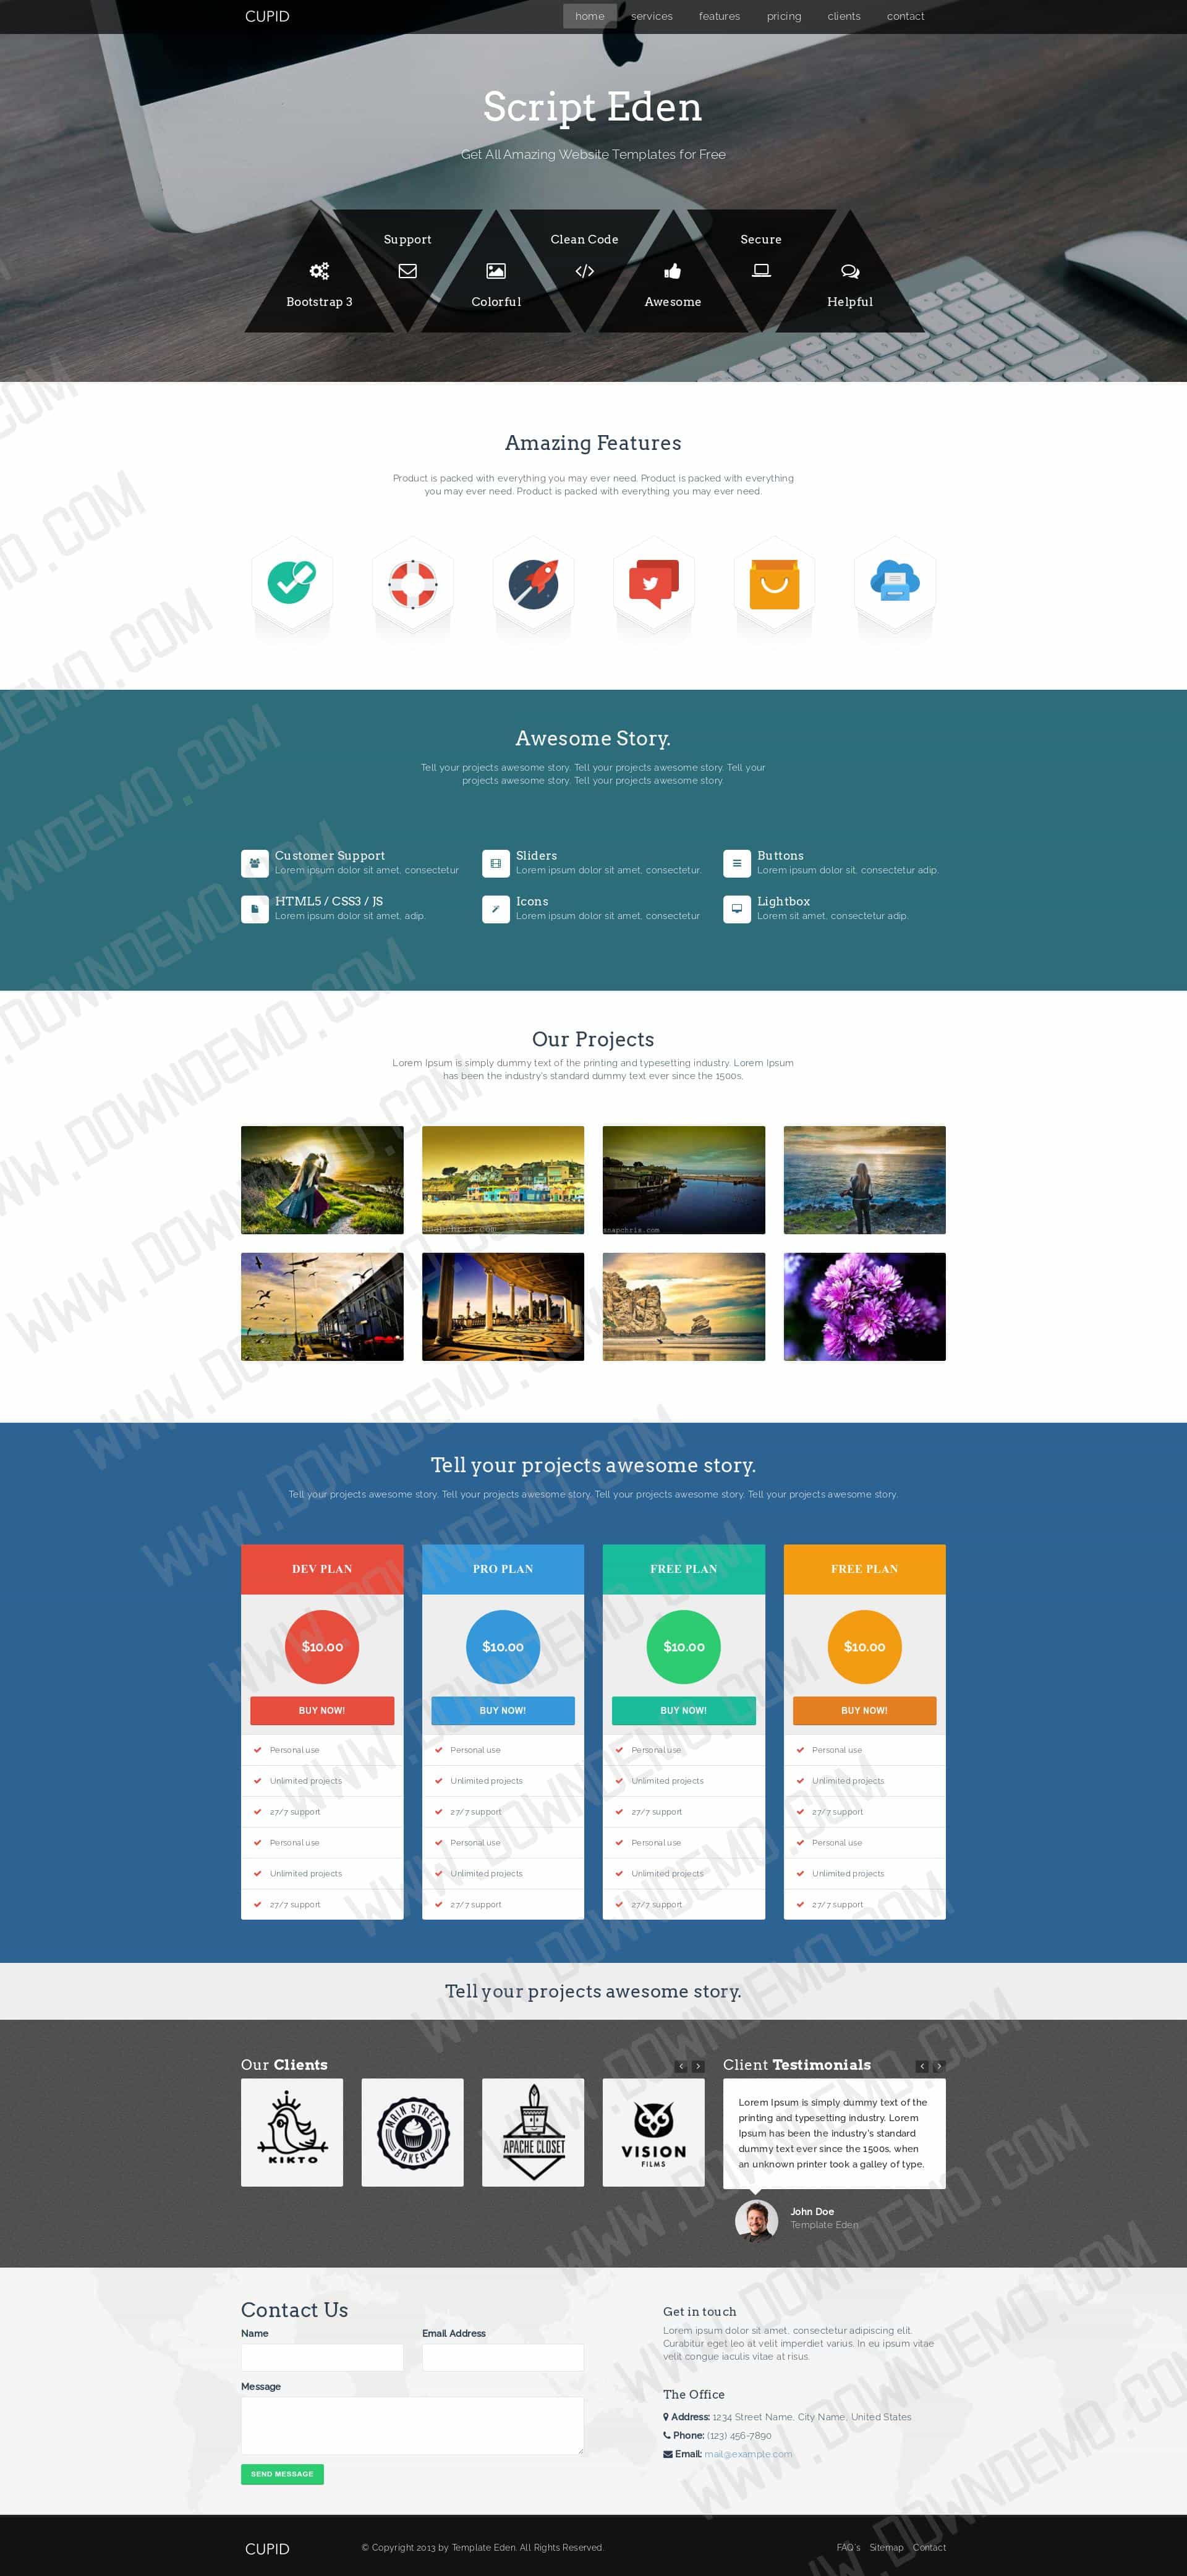 CUPID
home services features pricing clients contact
Script Eden
Get All Amazing Website Templates for Free
Support Clean Code Secure
Bootstrap 3 Colorful Awesome Helpful
Amazing Features
Product is packed with everything you may ever need. Product is packed with everything
you may ever need. Product is packed with everything you may ever need.
Awesome Story.
Tell your projects awesome story. Tell your projects awesome story. Tell your
projects awesome story. Tell your projects awesome story.
Customer Support
Lorem ipsum dolor sit amet, consectetur
Sliders
Lorem ipsum dolor sit amet, consectetur.
Buttons
Lorem ipsum dolor sit, consectetur adip.
HTML5 / CSS3 / JS
Lorem ipsum dolor sit amet, adip.
Icons
Lorem ipsum dolor sit amet, consectetur
Lightbox
Lorem sit amet, consectetur adip.
Our Projects
Lorem Ipsum is simply dummy text of the printing and typesetting industry. Lorem Ipsum
has been the industry's standard dummy text ever since the 1500s,
snapchris.com
Tell your projects awesome story.
Tell your projects awesome story. Tell your projects awesome story. Tell your projects awesome story. Tell your projects awesome story.
DEV PLAN
$10.00
BUY NOW!
Personal use
Unlimited projects
27/7 support
Personal use
Unlimited projects
27/7 support
PRO PLAN
$10.00
BUY NOW!
Personal use
Unlimited projects
27/7 support
Personal use
Unlimited projects
27/7 support
FREE PLAN
$10.00
BUY NOW!
Personal use
Unlimited projects
27/7 support
Personal use
Unlimited projects
27/7 support
FREE PLAN
$10.00
BUY NOW!
Personal use
Unlimited projects
27/7 support
Personal use
Unlimited projects
27/7 support
Tell your projects awesome story.
Our Clients
KIKTO
MAIN STREET
BAKERY
APACHE CLOSET
VISION
FILMS
Client Testimonials
Lorem Ipsum is simply dummy text of the
printing and typesetting industry. Lorem
Ipsum has been the industry's standard
dummy text ever since the 1500s, when
an unknown printer took a galley of type.
John Doe
Template Eden
Contact Us
Name
Email Address
Message
SEND MESSAGE
Get in touch
Lorem ipsum dolor sit amet, consectetur adipiscing elit.
Curabitur eget leo at velit imperdiet varius. In eu ipsum vitae
velit congue iaculis vitae at risus.
The Office
Address: 1234 Street Name, City Name, United States
Phone: (123) 456-7890
Email: mail@example.com
CUPID
© Copyright 2013 by Template Eden. All Rights Reserved.
FAQ's Sitemap Contact
WWW.DOWNDEMO.COM